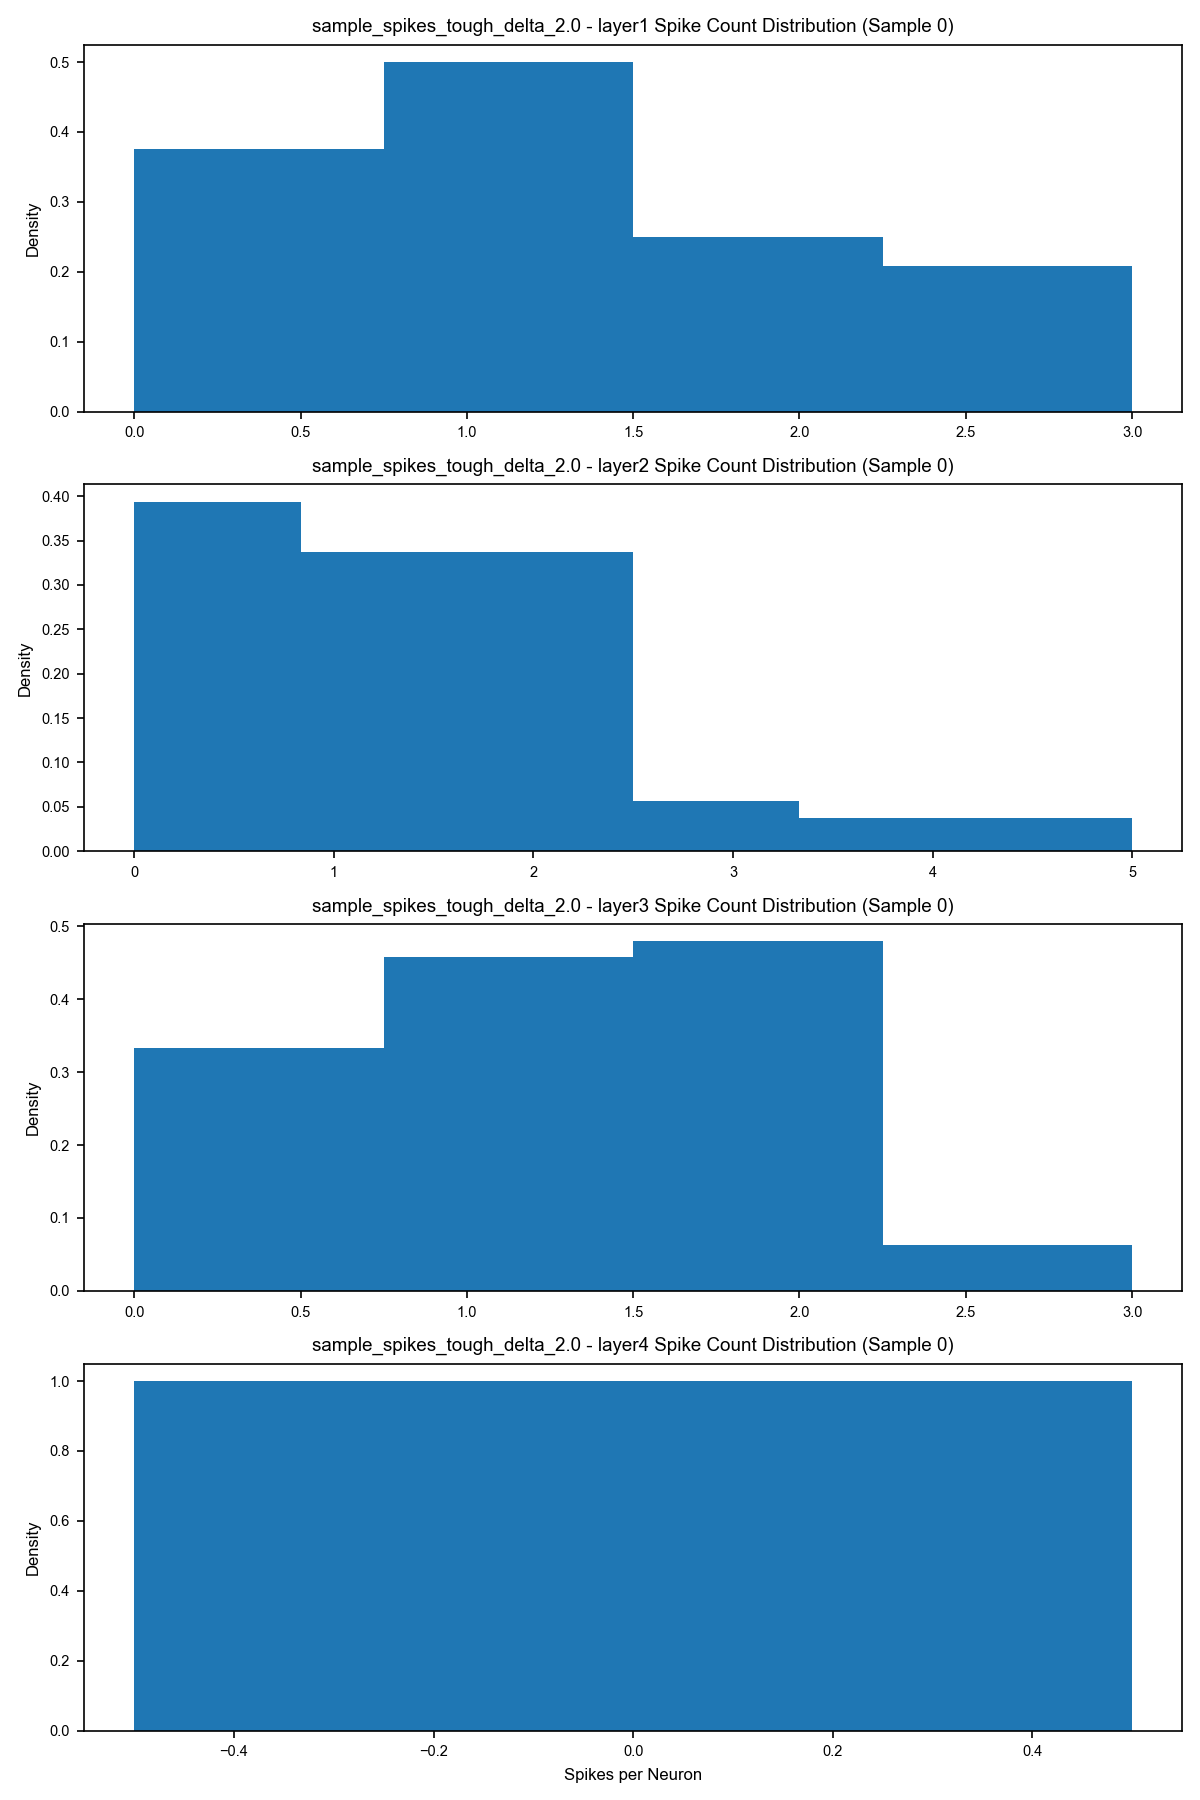 sample_spikes_tough_delta_2.0 - layer1 Spike Count Distribution (Sample 0)
0.5
0.4
0.3
0.2
0.1
0.0
Density
0.0 0.5 1.0 1.5 2.0 2.5 3.0
sample_spikes_tough_delta_2.0 - layer2 Spike Count Distribution (Sample 0)
0.40
0.35
0.30
0.25
0.20
0.15
0.10
0.05
0.00
Density
0 1 2 3 4 5
sample_spikes_tough_delta_2.0 - layer3 Spike Count Distribution (Sample 0)
0.5
0.4
0.3
0.2
0.1
0.0
Density
0.0 0.5 1.0 1.5 2.0 2.5 3.0
sample_spikes_tough_delta_2.0 - layer4 Spike Count Distribution (Sample 0)
1.0
0.8
0.6
0.4
0.2
0.0
Density
−0.4 −0.2 0.0 0.2 0.4
Spikes per Neuron